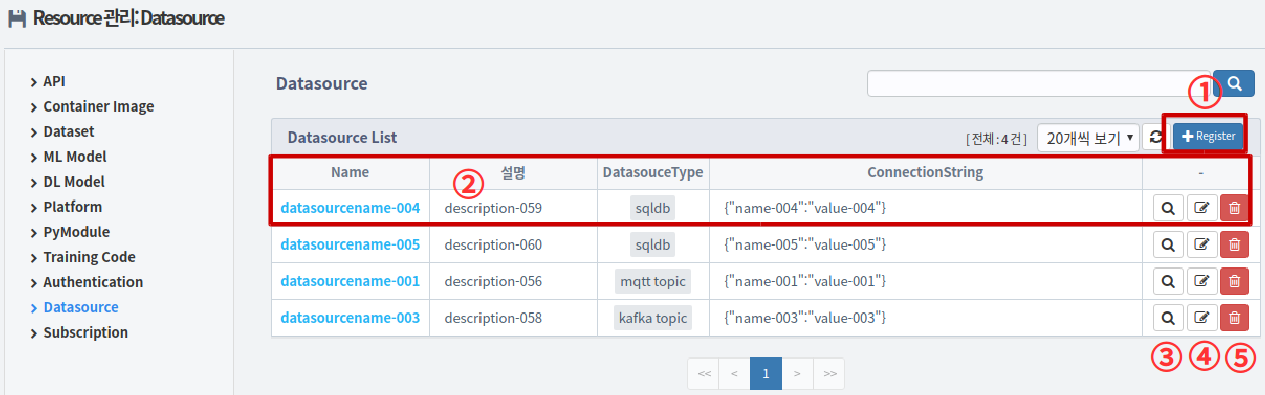 Resource 관리: Datasource
API
Container Image
Dataset
ML Model
DL Model
Platform
PyModule
Training Code
Authentication
Datasource
Subscription
Datasource
①
Datasource List [전체 : 4 건] 20개씩 보기 Register
Name 설명 DatasouceType ConnectionString -
②
datasourcename-004 description-059 sqldb {"name-004":"value-004"}
datasourcename-005 description-060 sqldb {"name-005":"value-005"}
datasourcename-001 description-056 mqtt topic {"name-001":"value-001"}
datasourcename-003 description-058 kafka topic {"name-003":"value-003"}
③ ④ ⑤
<< < 1 > >>